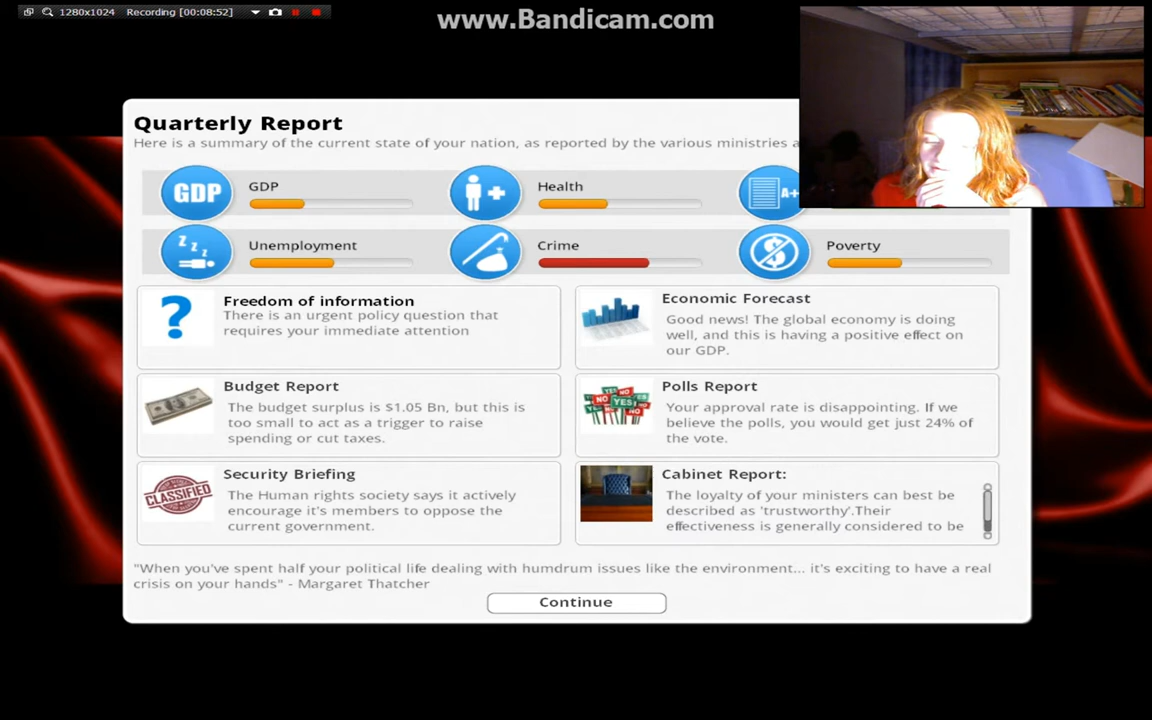 1280x1024 Recording [00:08:52]
www.Bandicam.com
Quarterly Report
Here is a summary of the current state of your nation, as reported by the various ministries a
GDP
GDP
Health
A+
Unemployment
Crime
Poverty
Freedom of information
There is an urgent policy question that
requires your immediate attention
Economic Forecast
Good news! The global economy is doing
well, and this is having a positive effect on
our GDP.
Budget Report
The budget surplus is $1.05 Bn, but this is
too small to act as a trigger to raise
spending or cut taxes.
Polls Report
Your approval rate is disappointing. If we
believe the polls, you would get just 24% of
the vote.
CLASSIFIED
Security Briefing
The Human rights society says it actively
encourage it's members to oppose the
current government.
Cabinet Report:
The loyalty of your ministers can best be
described as 'trustworthy'.Their
effectiveness is generally considered to be
"When you've spent half your political life dealing with humdrum issues like the environment... it's exciting to have a real
crisis on your hands" - Margaret Thatcher
Continue